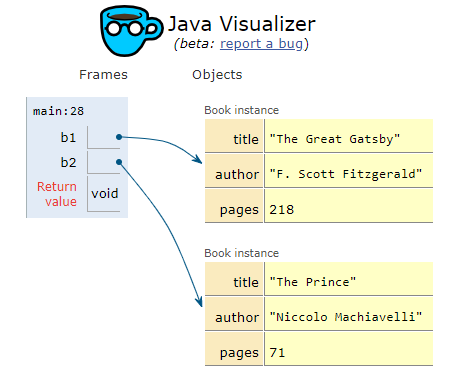 Java Visualizer
(beta: report a bug)
Frames Objects
main:28
b1
b2
Return value void
Book instance
title "The Great Gatsby"
author "F. Scott Fitzgerald"
pages 218
Book instance
title "The Prince"
author "Niccolo Machiavelli"
pages 71